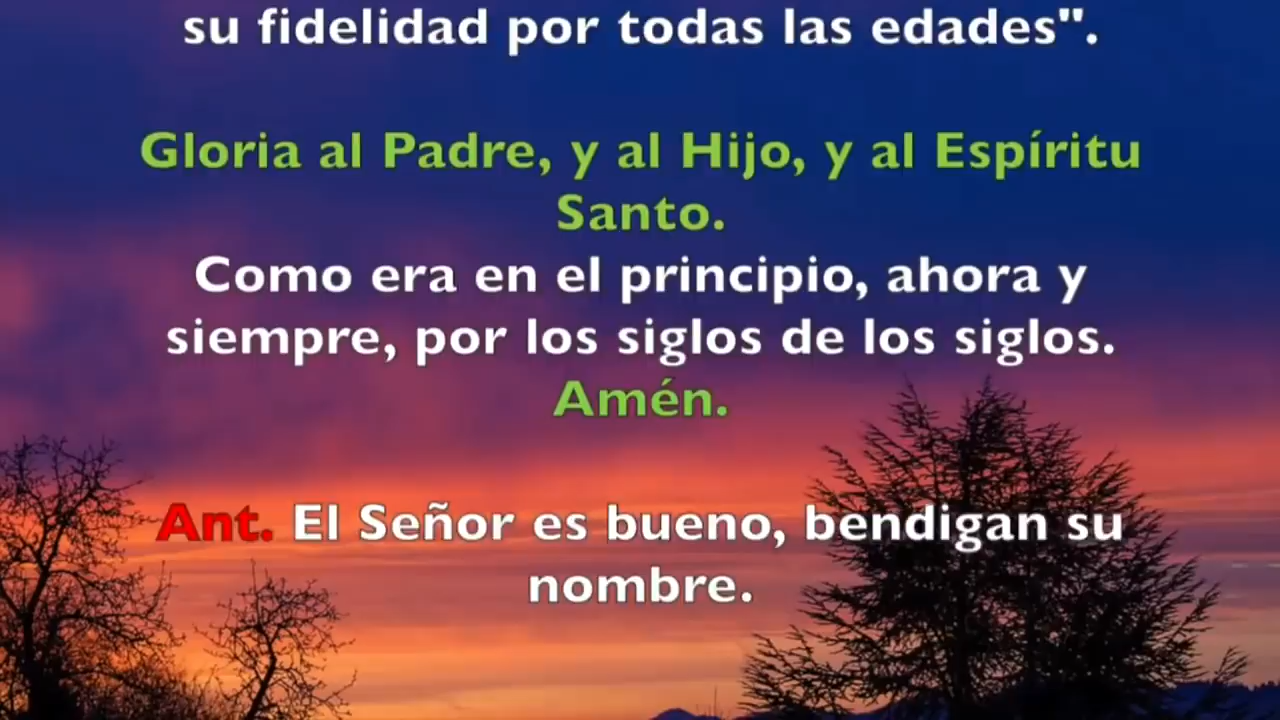 su fidelidad por todas las edades".
Gloria al Padre, y al Hijo, y al Espíritu
Santo.
Como era en el principio, ahora y
siempre, por los siglos de los siglos.
Amén.
Ant. El Señor es bueno, bendigan su
nombre.